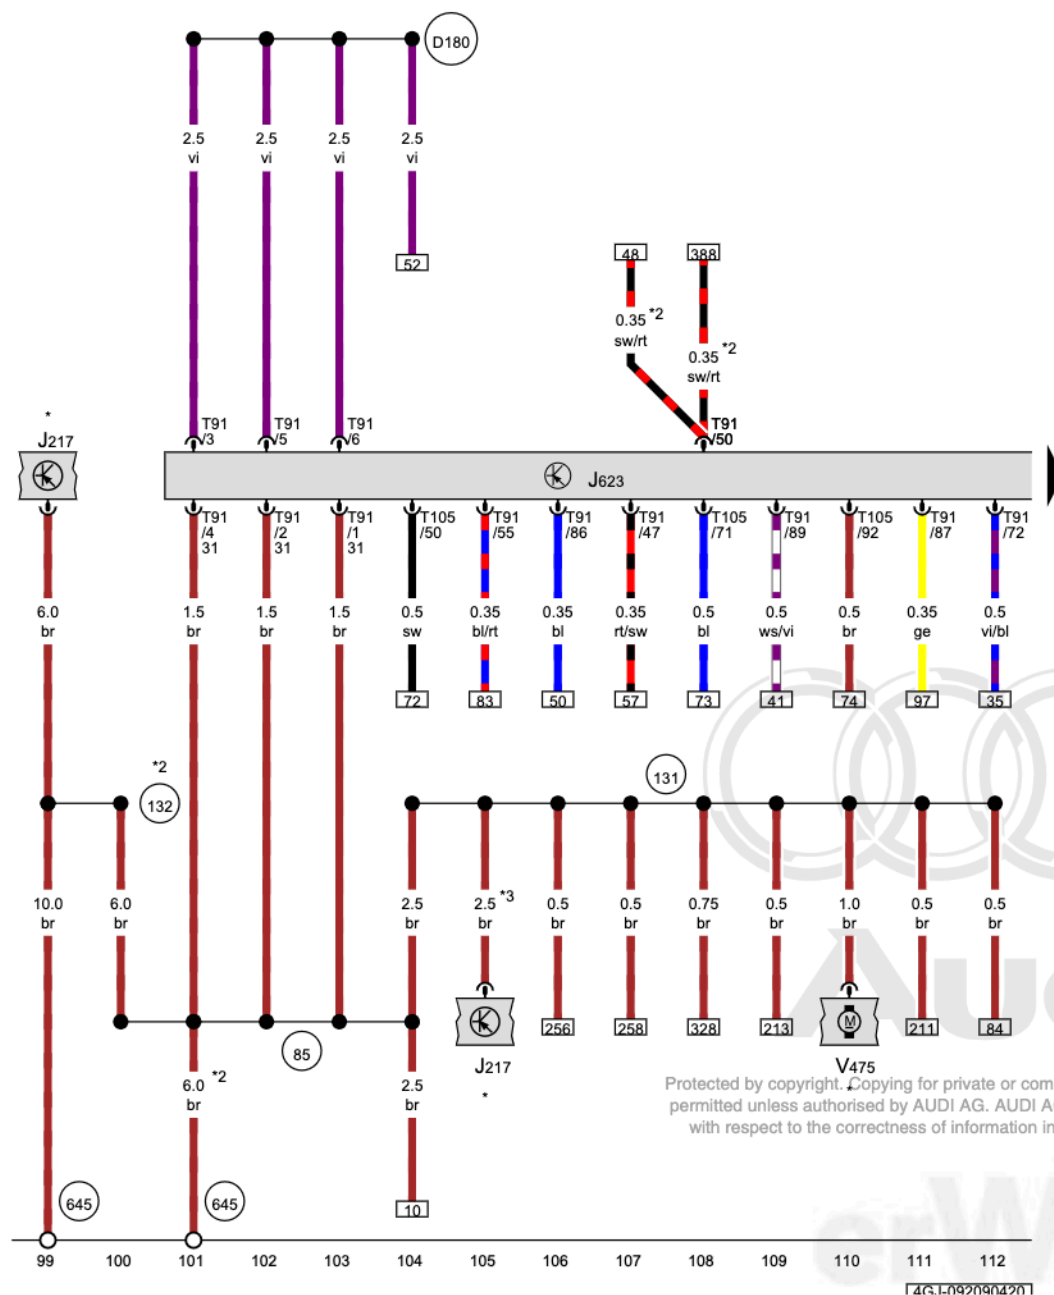 D180
2.5 2.5 2.5 2.5
vi vi vi vi
52
48 388
0.35 *2
sw/rt
0.35 *2
sw/rt
*
J217
T91 /3
T91 /5
T91 /6
T91 /50
J623
T91 /4 31
T91 /2 31
T91 /1 31
T105 /50
T91 /55
T91 /86
T91 /47
T105 /71
T91 /89
T105 /92
T91 /87
T91 /72
6.0 1.5 1.5 1.5 0.5 0.35 0.35 0.35 0.5 0.5 0.5 0.35 0.5
br br br br sw bl/rt bl rt/sw bl ws/vi br ge vi/bl
72 83 50 57 73 41 74 97 35
*2
132
131
10.0 6.0 2.5 2.5 *3 0.5 0.5 0.75 0.5 1.0 0.5 0.5
br br br br br br br br br br br
256 258 328 213 M 211 84
85
J217
*
V475
*
6.0 *2
br
2.5
br
Protected by copyright. Copying for private or com
permitted unless authorised by AUDI AG. AUDI A
with respect to the correctness of information in
Aud
645 645
10
erW
99 100 101 102 103 104 105 106 107 108 109 110 111 112
4GJ-092090420